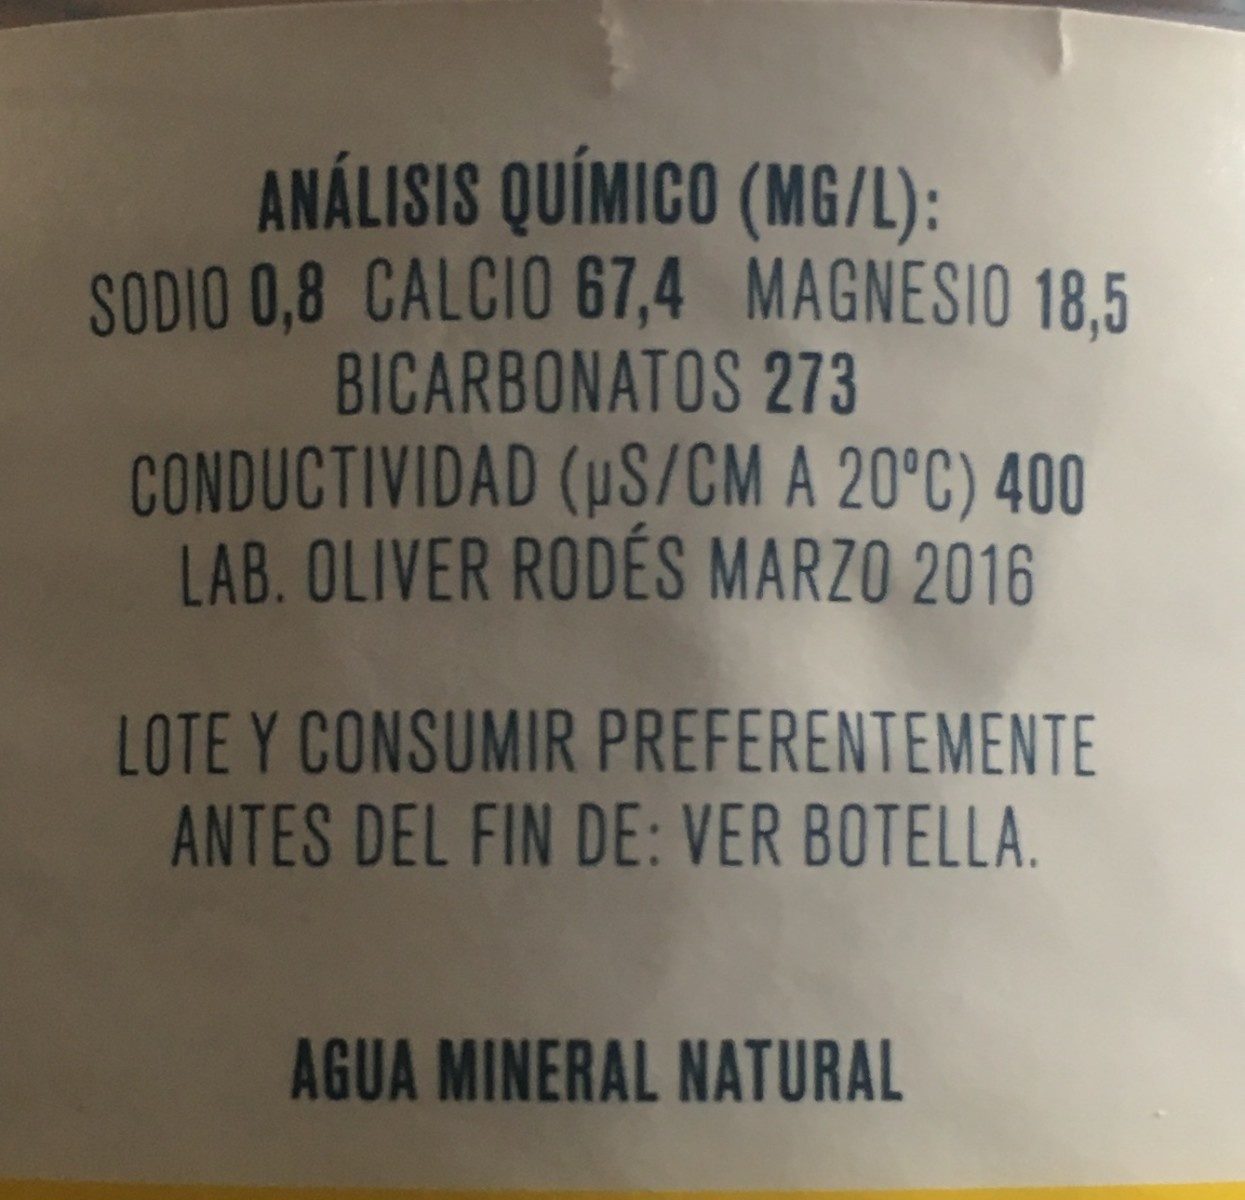 ANÁLISIS QUÍMICO (MG/L):
SODIO 0,8 CALCIO 67,4 MAGNESIO 18,5
BICARBONATOS 273
CONDUCTIVIDAD (µS/CM A 20ºC) 400
LAB. OLIVER RODÉS MARZO 2016
LOTE Y CONSUMIR PREFERENTEMENTE
ANTES DEL FIN DE: VER BOTELLA.
AGUA MINERAL NATURAL